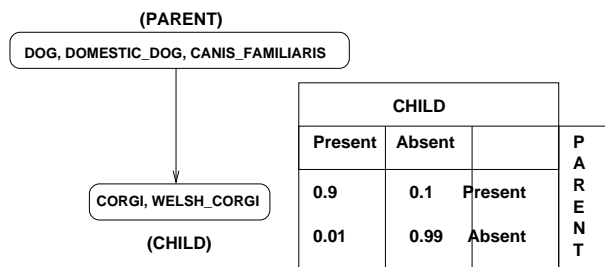 (PARENT)
DOG, DOMESTIC_DOG, CANIS_FAMILIARIS
CORGI, WELSH_CORGI
(CHILD)
CHILD
Present Absent
0.9 0.1 Present
0.01 0.99 Absent
PARENT